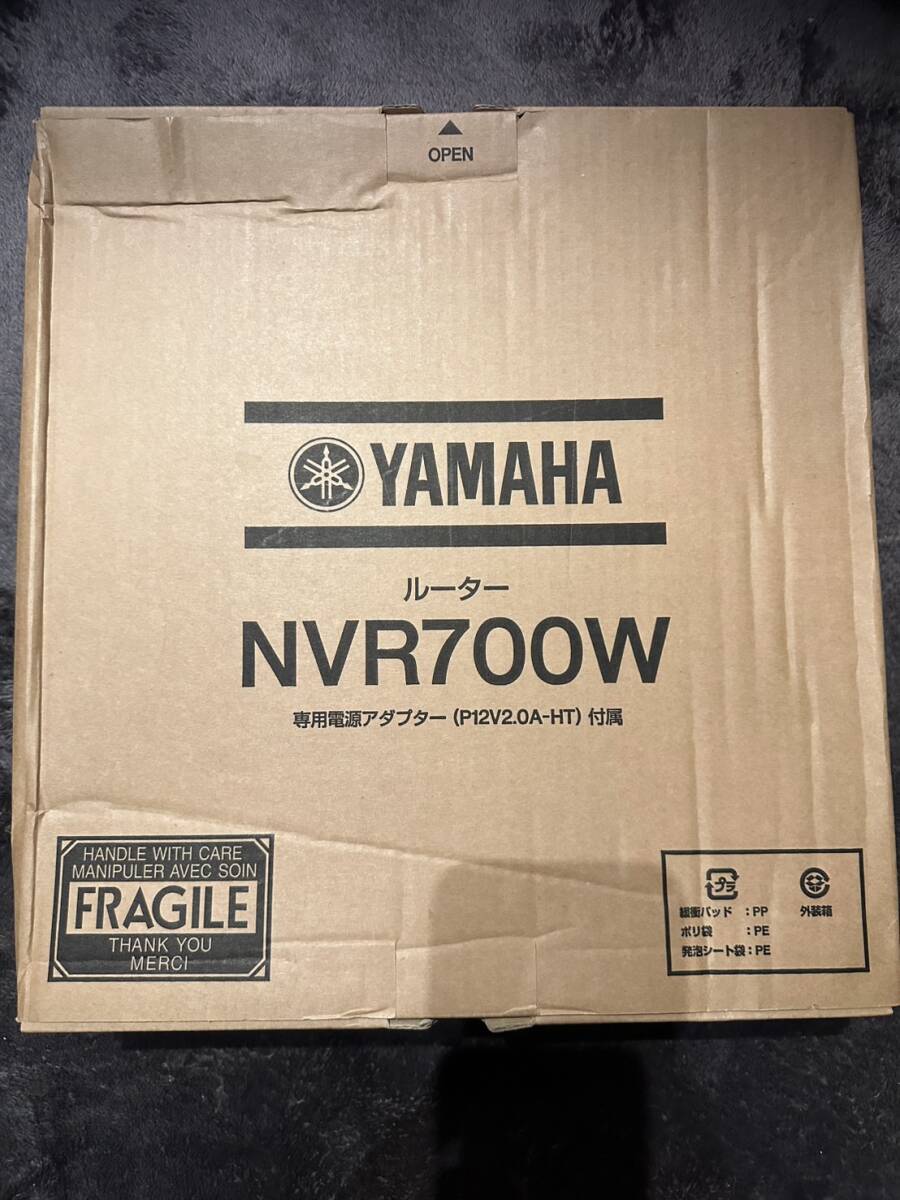 OPEN
YAMAHA
ルーター
NVR700W
専用電源アダプター（P12V2.0A-HT）付属
HANDLE WITH CARE
MANIPULER AVEC SOIN
FRAGILE
THANK YOU
MERCI
プラ
緩衝パッド ：PP
ポリ袋 ：PE
発泡シート袋：PE
外装箱